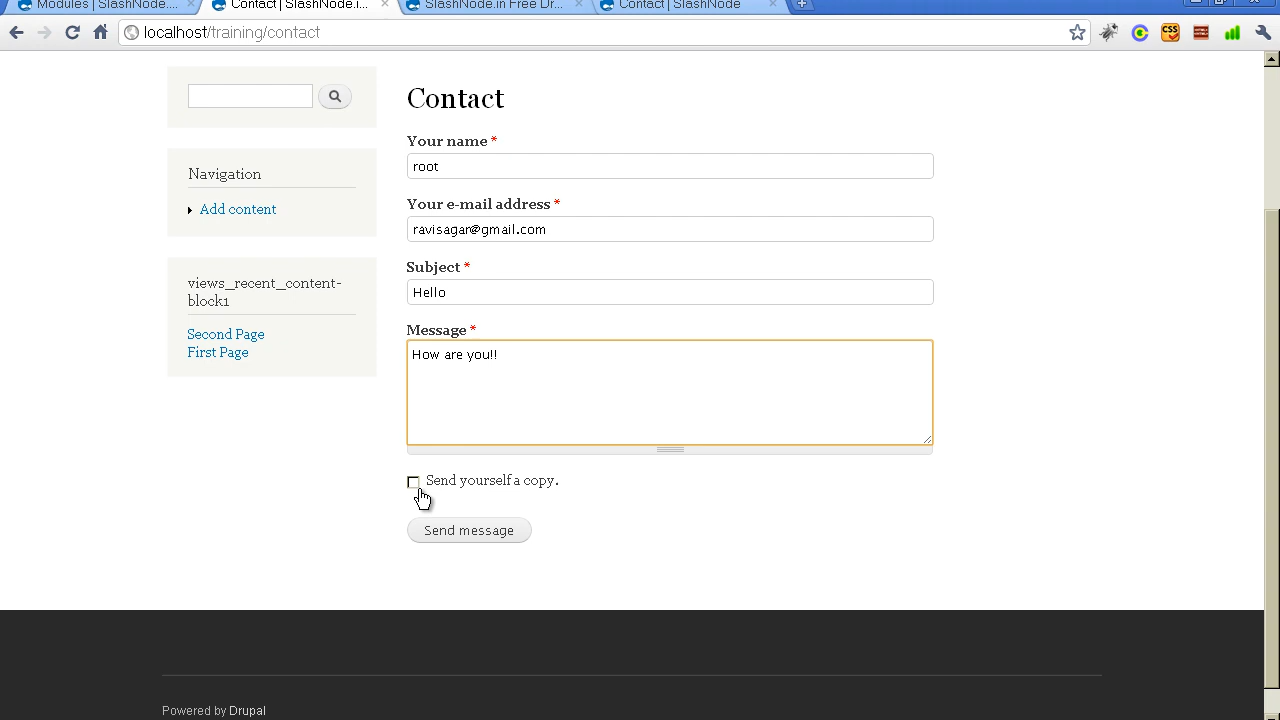 Modules | SlashNode....
Contact | SlashNode.i...
SlashNode.in Free Dr...
Contact | SlashNode
localhost/training/contact
CSS
Contact
Your name *
root
Navigation
Add content
Your e-mail address *
ravisagar@gmail.com
Subject *
Hello
views_recent_content-
block1
Second Page
First Page
Message *
How are you!!
Send yourself a copy.
Send message
Powered by Drupal